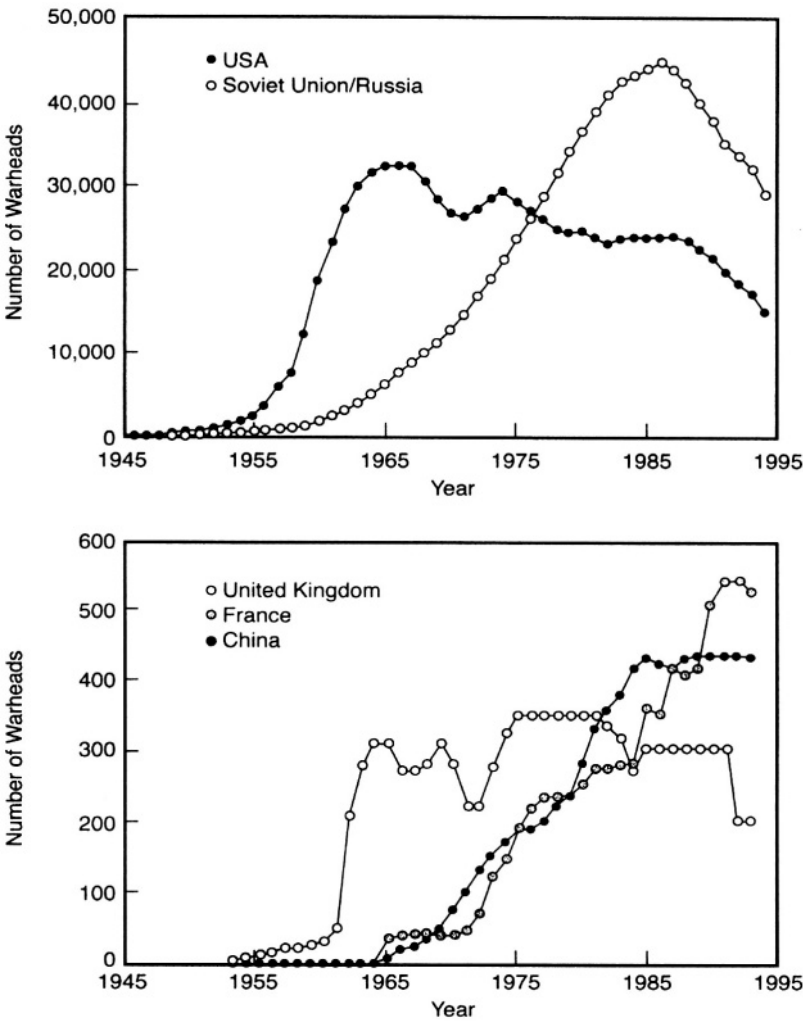 50,000
40,000
30,000
20,000
10,000
0
Number of Warheads
USA
Soviet Union/Russia
1945 1955 1965 1975 1985 1995
Year
600
500
400
300
200
100
0
Number of Warheads
United Kingdom
France
China
1945 1955 1965 1975 1985 1995
Year